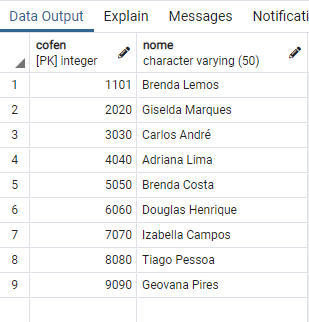 Data Output Explain Messages Notificati
cofen nome
[PK] integer character varying (50)
1 1101 Brenda Lemos
2 2020 Giselda Marques
3 3030 Carlos André
4 4040 Adriana Lima
5 5050 Brenda Costa
6 6060 Douglas Henrique
7 7070 Izabella Campos
8 8080 Tiago Pessoa
9 9090 Geovana Pires